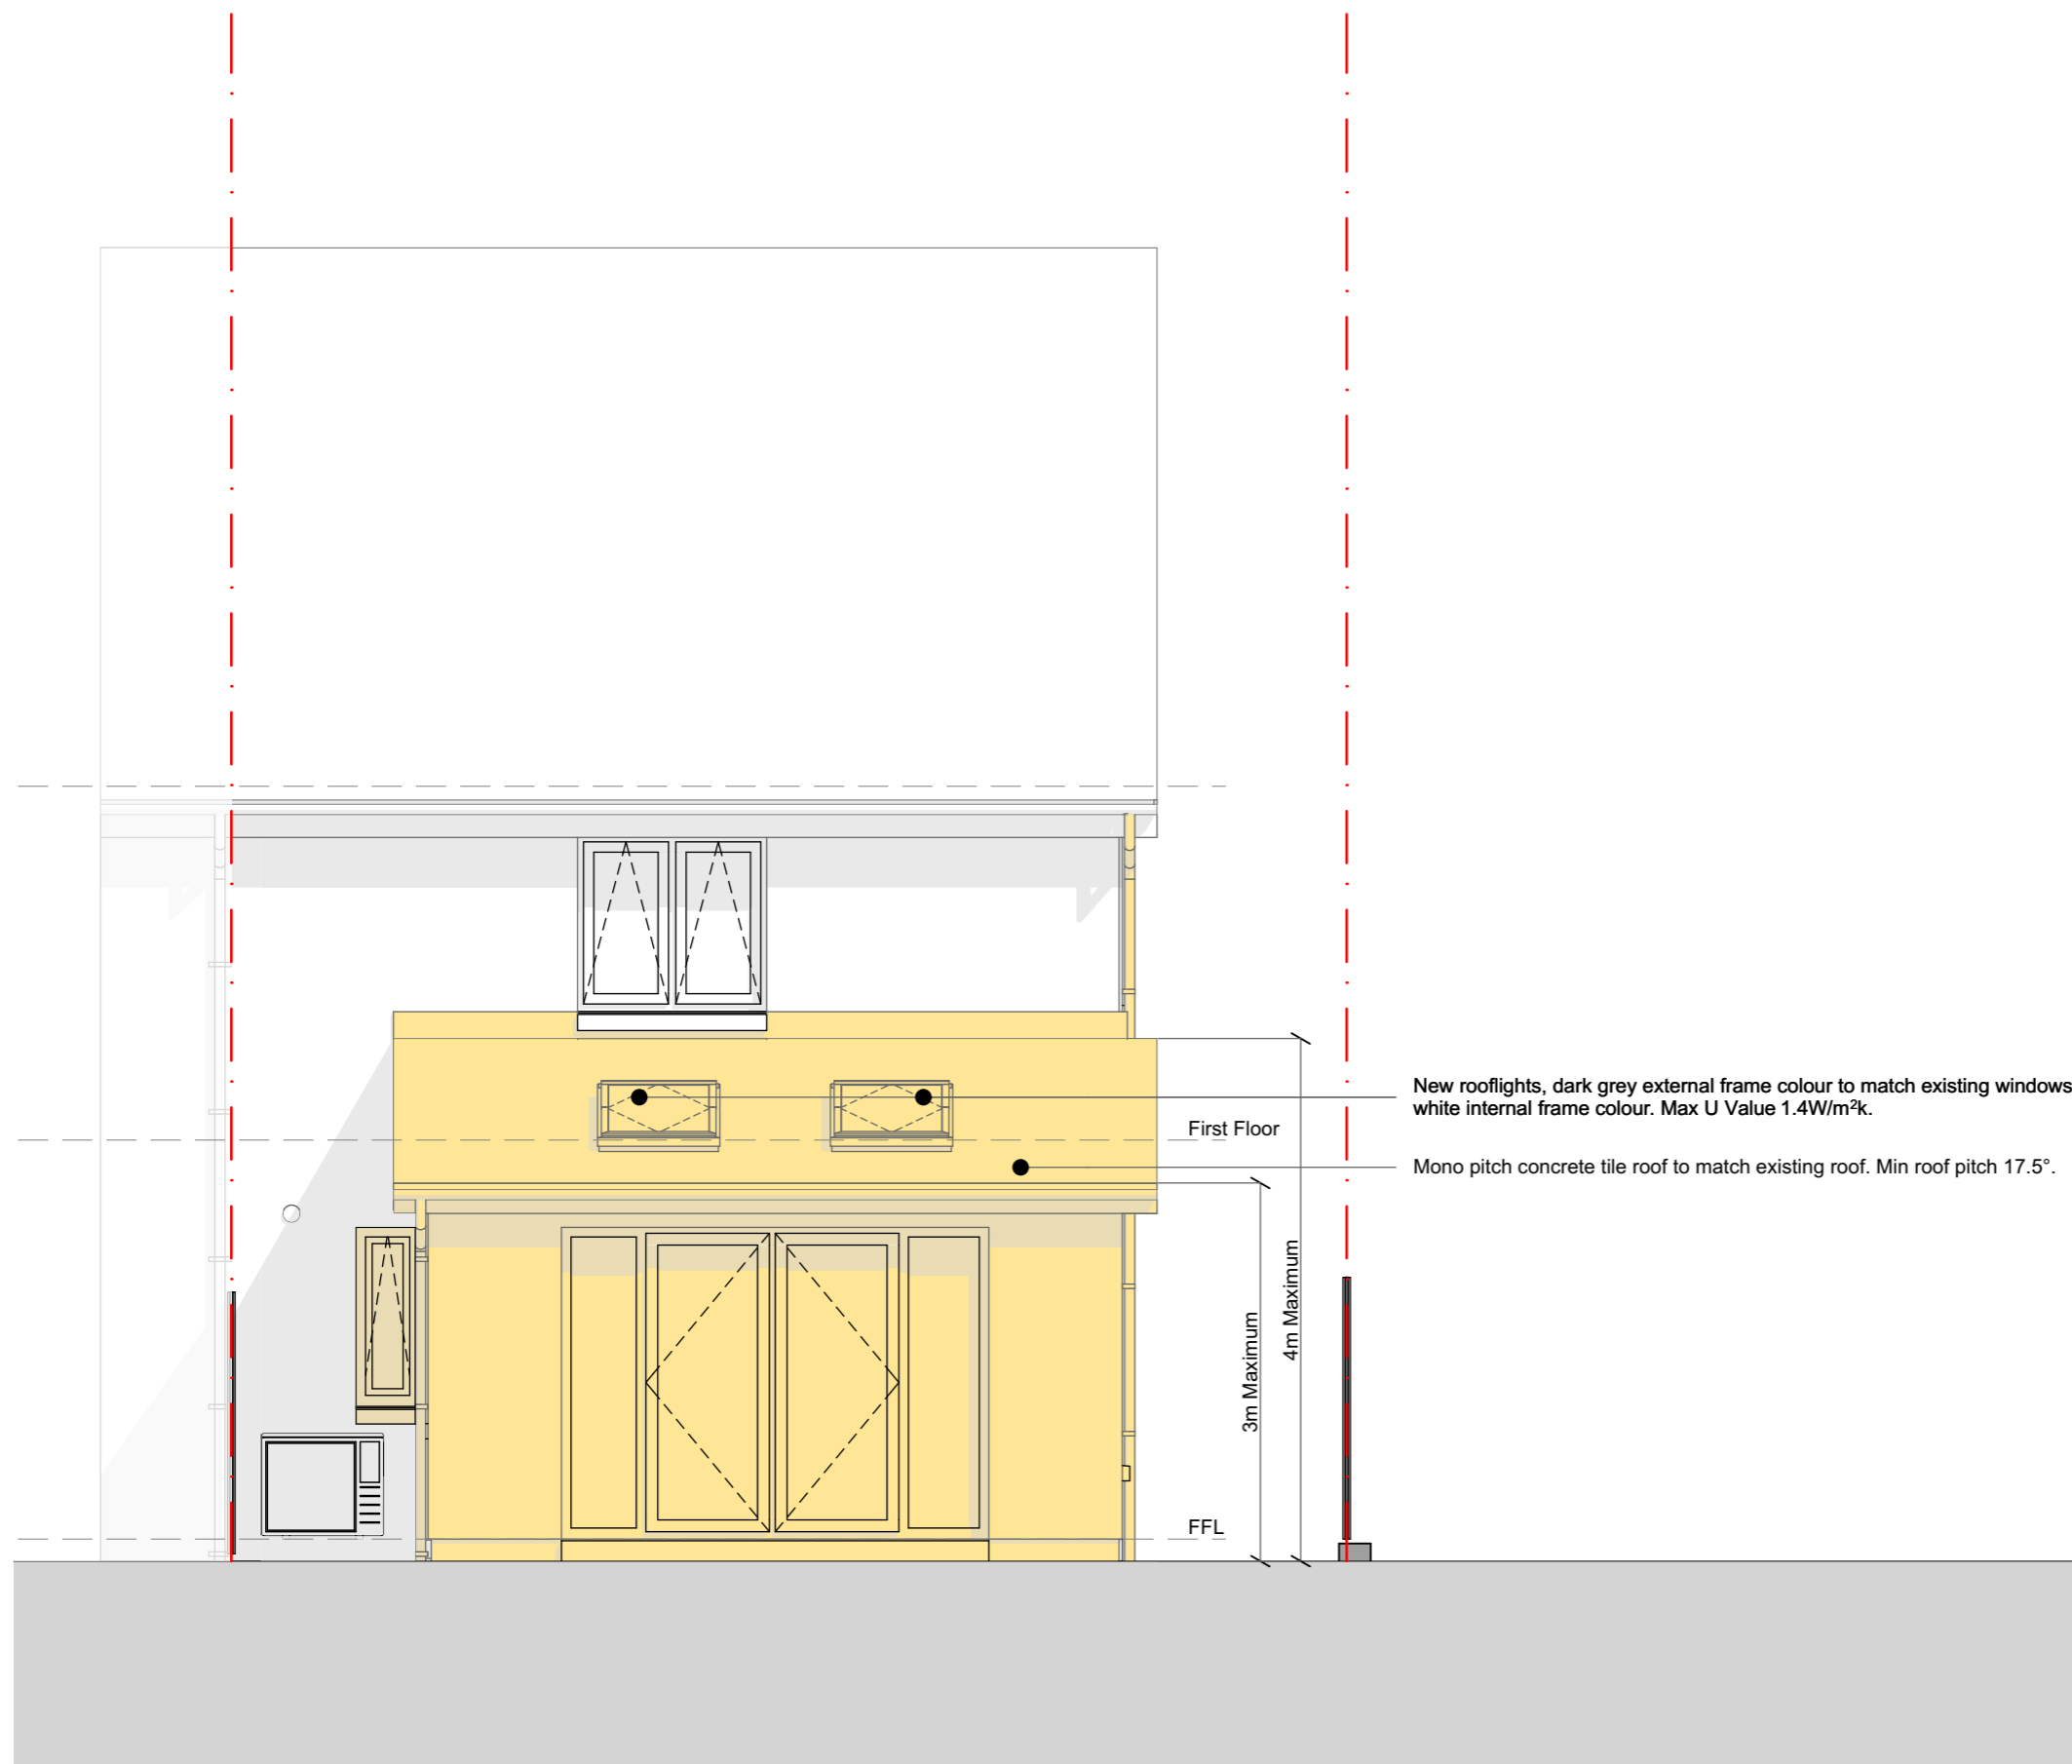 New rooflights, dark grey external frame colour to match existing windows
white internal frame colour. Max U Value 1.4W/m²k.
First Floor
Mono pitch concrete tile roof to match existing roof. Min roof pitch 17.5°.
4m Maximum
3m Maximum
FFL